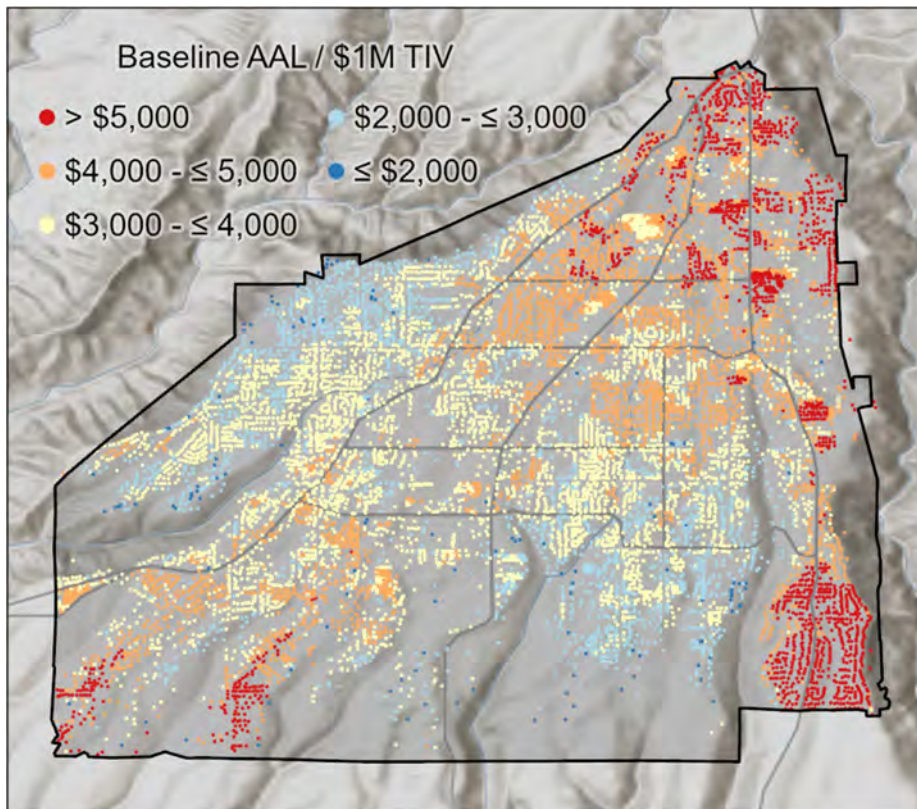 Baseline AAL / $1M TIV
> $5,000
$2,000 - ≤ 3,000
$4,000 - ≤ 5,000
≤ $2,000
$3,000 - ≤ 4,000